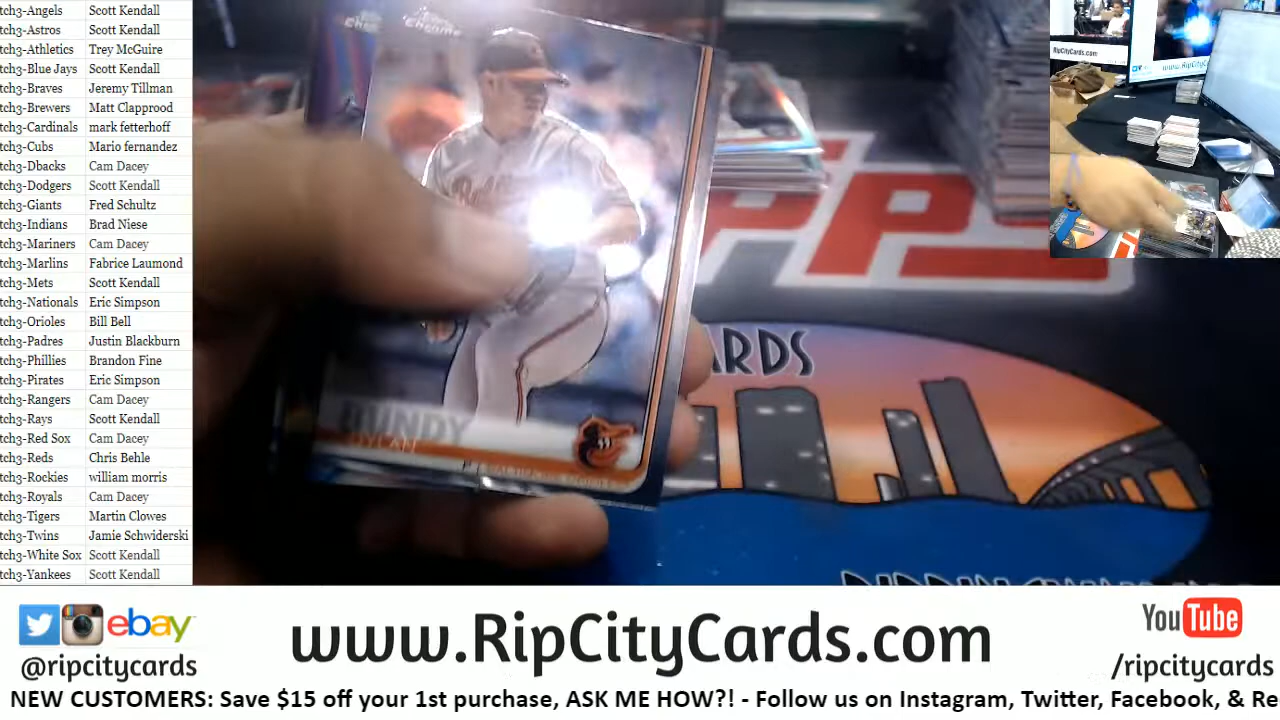 tch3-Angels Scott Kendall
tch3-Astros Scott Kendall
tch3-Athletics Trey McGuire
tch3-Blue Jays Scott Kendall
tch3-Braves Jeremy Tillman
tch3-Brewers Matt Clapprood
tch3-Cardinals mark fetterhoff
tch3-Cubs Mario fernandez
tch3-Dbacks Cam Dacey
tch3-Dodgers Scott Kendall
tch3-Giants Fred Schultz
tch3-Indians Brad Niese
tch3-Mariners Cam Dacey
tch3-Marlins Fabrice Laumond
tch3-Mets Scott Kendall
tch3-Nationals Eric Simpson
tch3-Orioles Bill Bell
tch3-Padres Justin Blackburn
tch3-Phillies Brandon Fine
tch3-Pirates Eric Simpson
tch3-Rangers Cam Dacey
tch3-Rays Scott Kendall
tch3-Red Sox Cam Dacey
tch3-Reds Chris Behle
tch3-Rockies william morris
tch3-Royals Cam Dacey
tch3-Tigers Martin Clowes
tch3-Twins Jamie Schwiderski
tch3-White Sox Scott Kendall
tch3-Yankees Scott Kendall
Chrome
BUNDY
DYLAN
PPS
ARDS
RipCityCards.com
www.RipCityC
ebay
@ripcitycards
www.RipCityCards.com
YouTube
/ripcitycards
NEW CUSTOMERS: Save $15 off your 1st purchase, ASK ME HOW?! - Follow us on Instagram, Twitter, Facebook, & Re